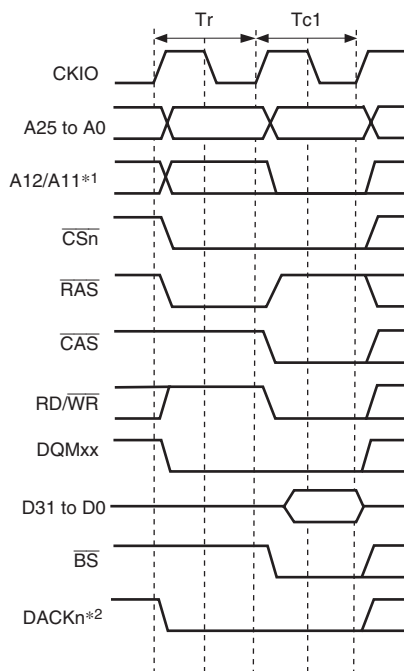 Tr Tc1
CKIO
A25 to A0
A12/A11*1
CSn
RAS
CAS
RD/WR
DQMxx
D31 to D0
BS
DACKn*2